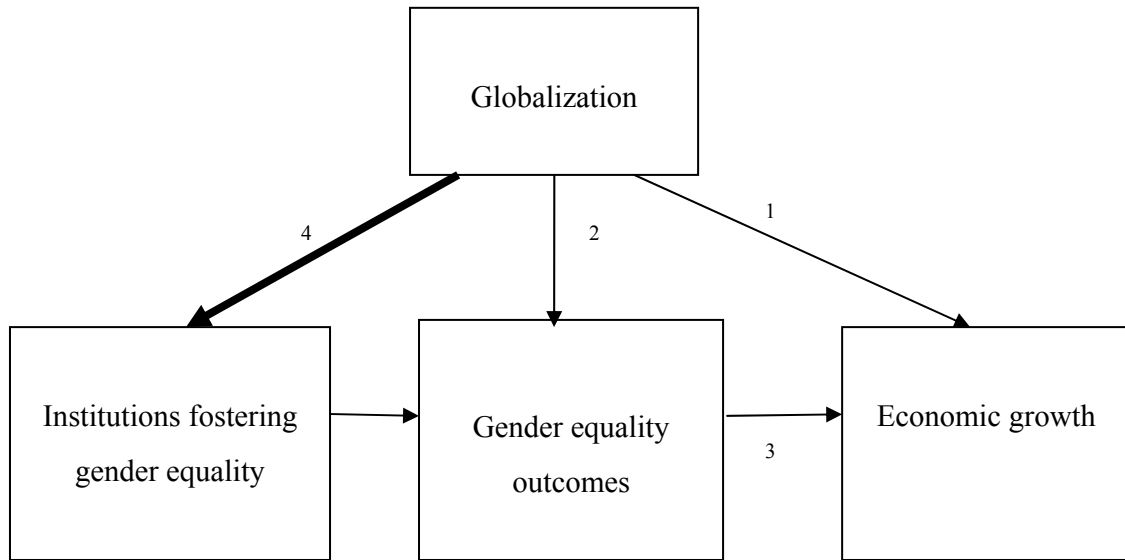 Globalization
4
2
1
Institutions fostering
gender equality
Gender equality
outcomes
3
Economic growth